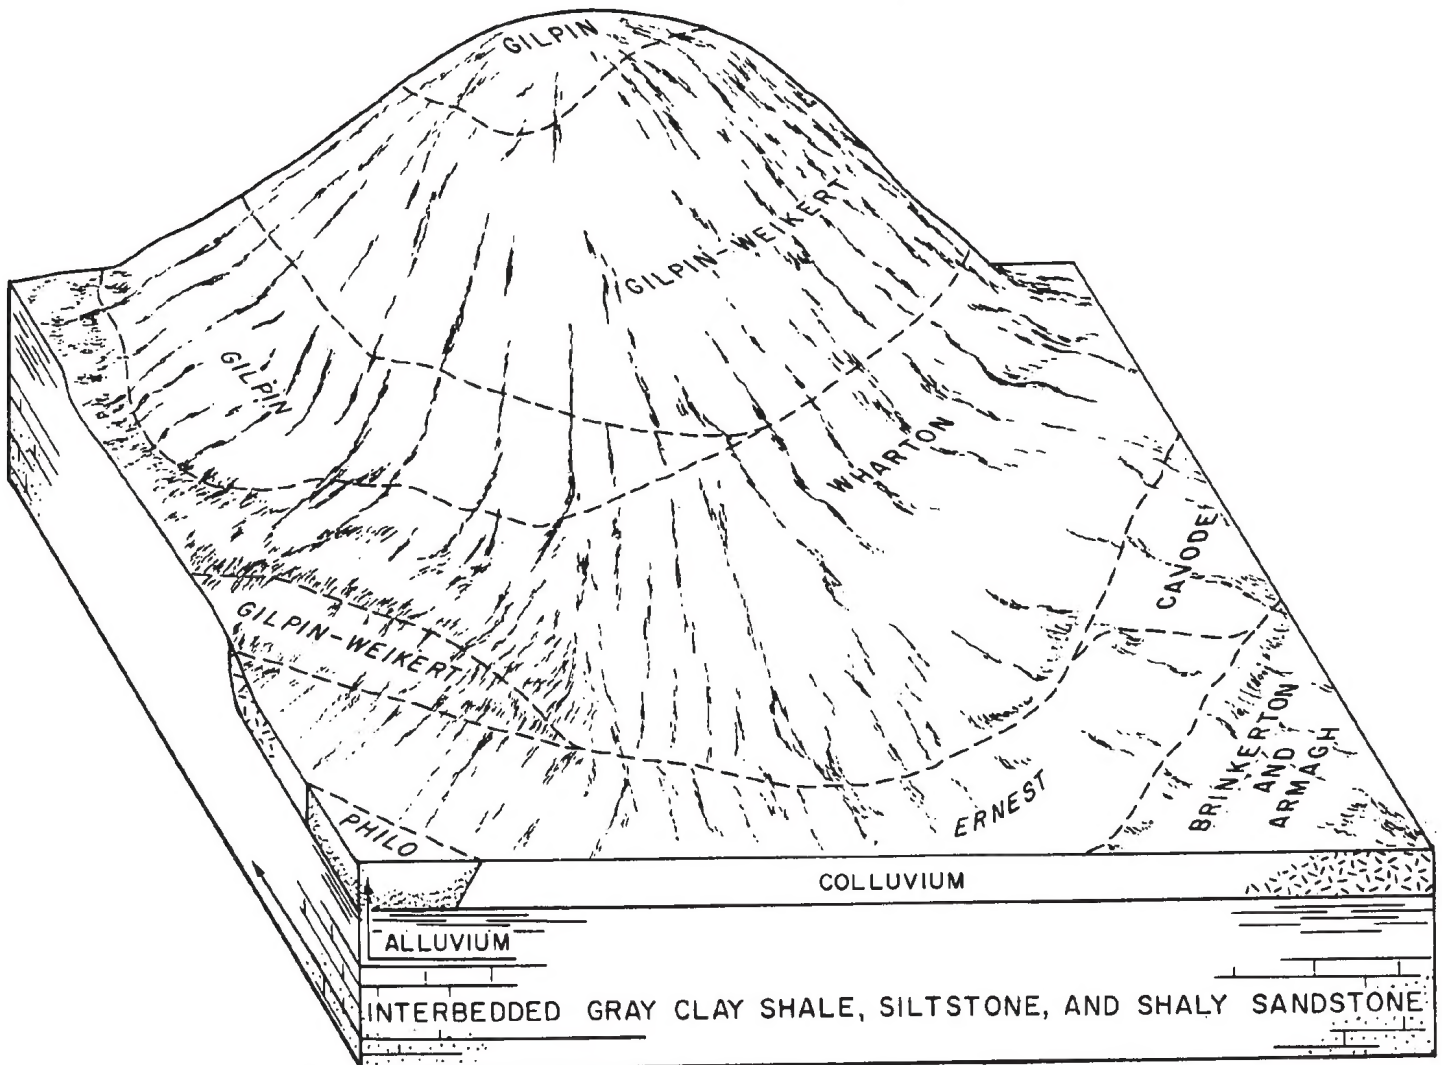 GILPIN
GILPIN-WEIKERT
GILPIN
WHARTON
CAVODE
GILPIN-WEIKERT
BRINKERTON
AND
ARMAGH
ERNEST
PHILO
COLLUVIUM
ALLUVIUM
INTERBEDDED GRAY CLAY SHALE, SILTSTONE, AND SHALY SANDSTONE